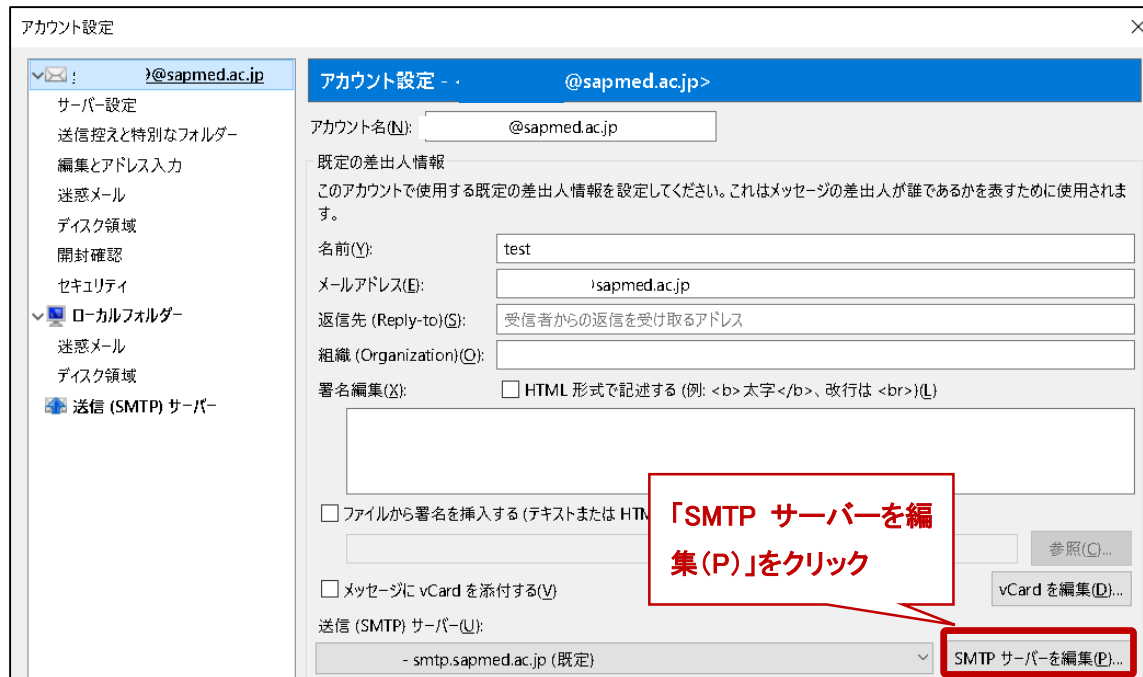 アカウント設定
@sapmed.ac.jp
サーバー設定
送信控えと特別なフォルダー
編集とアドレス入力
迷惑メール
ディスク領域
開封確認
セキュリティ
ローカルフォルダー
迷惑メール
ディスク領域
送信 (SMTP) サーバー
アカウント設定 - @sapmed.ac.jp>
アカウント名(N): @sapmed.ac.jp
既定の差出人情報
このアカウントで使用する既定の差出人情報を設定してください。これはメッセージの差出人が誰であるかを表すために使用されま
す。
名前(Y): test
メールアドレス(E): sapmed.ac.jp
返信先 (Reply-to)(S): 受信者からの返信を受け取るアドレス
組織 (Organization)(O):
署名編集(X): HTML 形式で記述する (例: <b>太字</b>、改行は <br>)(L)
ファイルから署名を挿入する (テキストまたは HTM
「SMTP サーバーを編
集(P)」をクリック
参照(C)...
メッセージに vCard を添付する(V)
vCard を編集(D)...
送信 (SMTP) サーバー(U):
- smtp.sapmed.ac.jp (既定)
SMTP サーバーを編集(P)...